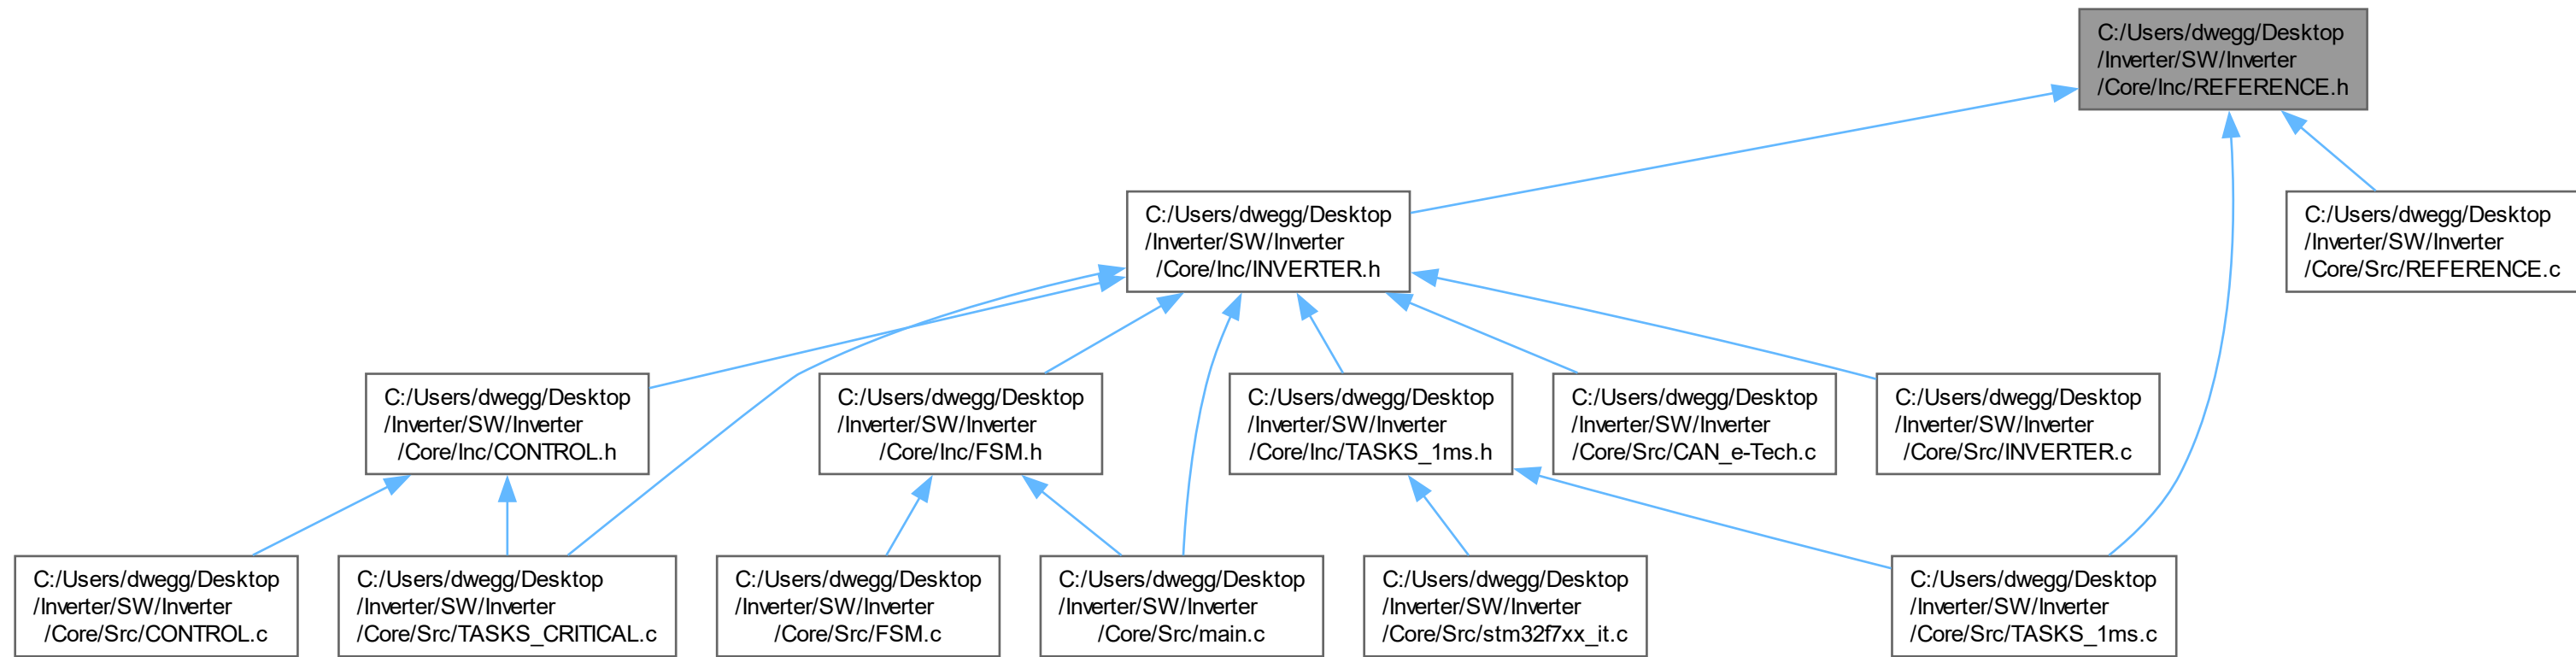 C:/Users/dwegg/Desktop
/Inverter/SW/Inverter
/Core/Inc/REFERENCE.h
C:/Users/dwegg/Desktop
/Inverter/SW/Inverter
/Core/Inc/INVERTER.h
C:/Users/dwegg/Desktop
/Inverter/SW/Inverter
/Core/Src/REFERENCE.c
C:/Users/dwegg/Desktop
/Inverter/SW/Inverter
/Core/Inc/CONTROL.h
C:/Users/dwegg/Desktop
/Inverter/SW/Inverter
/Core/Inc/FSM.h
C:/Users/dwegg/Desktop
/Inverter/SW/Inverter
/Core/Inc/TASKS_1ms.h
C:/Users/dwegg/Desktop
/Inverter/SW/Inverter
/Core/Src/CAN_e-Tech.c
C:/Users/dwegg/Desktop
/Inverter/SW/Inverter
/Core/Src/INVERTER.c
C:/Users/dwegg/Desktop
/Inverter/SW/Inverter
/Core/Src/CONTROL.c
C:/Users/dwegg/Desktop
/Inverter/SW/Inverter
/Core/Src/TASKS_CRITICAL.c
C:/Users/dwegg/Desktop
/Inverter/SW/Inverter
/Core/Src/FSM.c
C:/Users/dwegg/Desktop
/Inverter/SW/Inverter
/Core/Src/main.c
C:/Users/dwegg/Desktop
/Inverter/SW/Inverter
/Core/Src/stm32f7xx_it.c
C:/Users/dwegg/Desktop
/Inverter/SW/Inverter
/Core/Src/TASKS_1ms.c